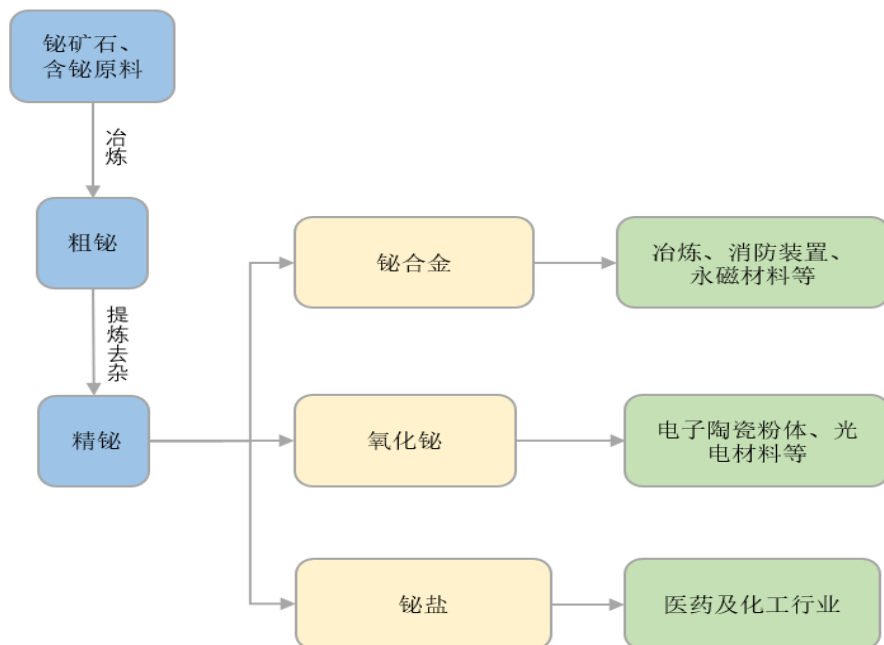 铋矿石、
含铋原料
冶
炼
粗铋
提
炼
去
杂
精铋
铋合金
冶炼、消防装置、
永磁材料等
氧化铋
电子陶瓷粉体、光
电材料等
铋盐
医药及化工行业